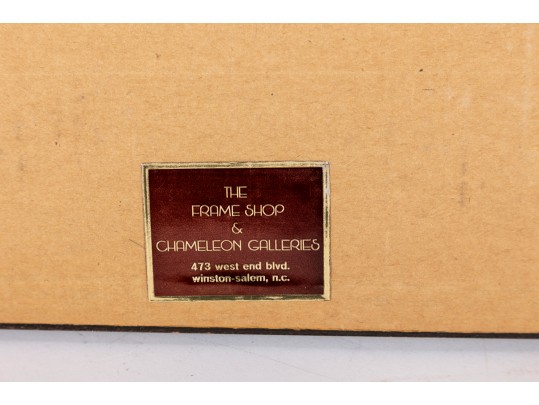 THE
FRAME SHOP
&
CHAMELEON GALLERIES
473 west end blvd.
winston-salem, n.c.